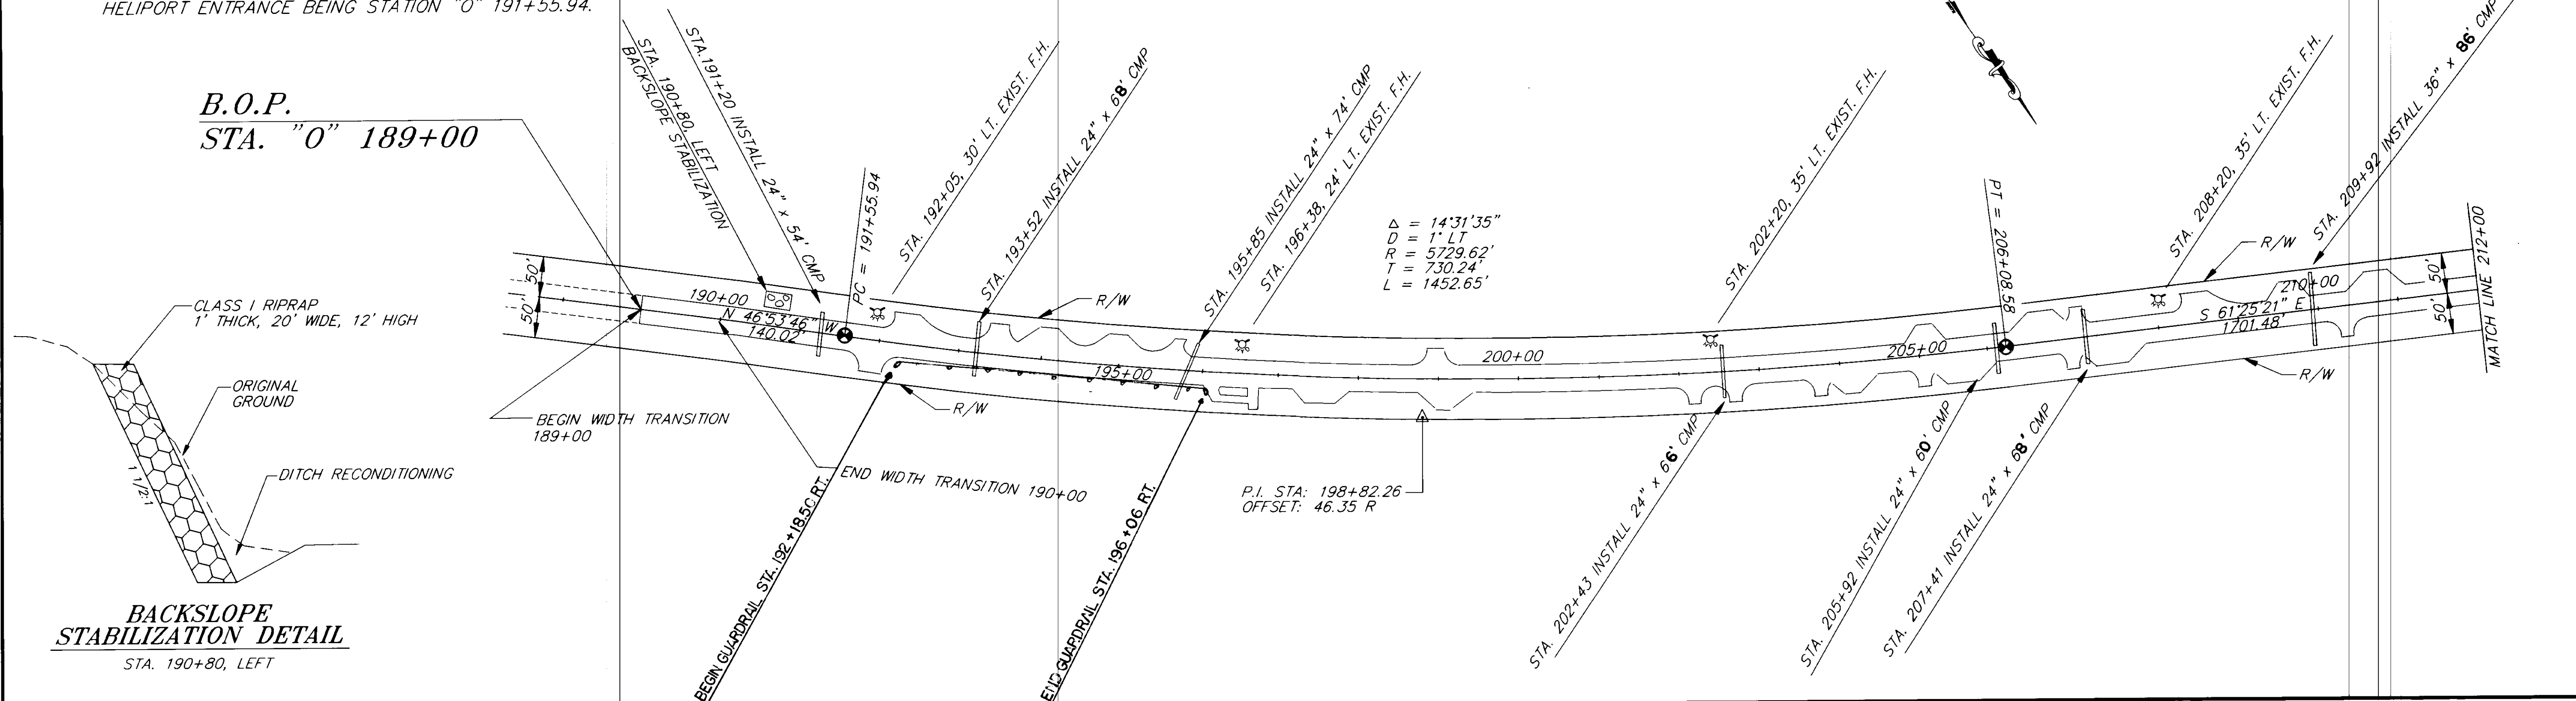 HELIPORT ENTRANCE BEING STATION "O" 191+55.94.
B.O.P.
STA. "O" 189+00
STA. 190+80, LEFT
BACKSLOPE STABILIZATION
STA. 191+20 INSTALL 24" x 54' CMP
PC = 191+55.94
STA. 192+05, 30' LT. EXIST. F.H.
STA. 193+52 INSTALL 24" x 68' CMP
STA. 195+85 INSTALL 24" x 74' CMP
STA. 196+38, 24' LT. EXIST. F.H.
Δ = 14°31'35"
D = 1° LT
R = 5729.62'
T = 730.24'
L = 1452.65'
STA. 202+20, 35' LT. EXIST. F.H.
PT = 206+08.58
STA. 208+20, 35' LT. EXIST. F.H.
STA. 209+92 INSTALL 36" x 86' CMP
MATCH LINE 212+00
50'
50'
190+00
N 46°53'46" W
140.02'
195+00
200+00
205+00
210+00
S 61°25'21" E
1701.48'
50'
50'
R/W
R/W
R/W
R/W
CLASS I RIPRAP
1' THICK, 20' WIDE, 12' HIGH
ORIGINAL
GROUND
DITCH RECONDITIONING
1 1/2:1
BACKSLOPE
STABILIZATION DETAIL
STA. 190+80, LEFT
BEGIN WIDTH TRANSITION
189+00
END WIDTH TRANSITION 190+00
BEGIN GUARDRAIL STA. 192+18.50 RT.
END GUARDRAIL STA. 196+06 RT.
P.I. STA: 198+82.26
OFFSET: 46.35 R
STA. 202+43 INSTALL 24" x 66' CMP
STA. 205+92 INSTALL 24" x 60' CMP
STA. 207+41 INSTALL 24" x 68' CMP